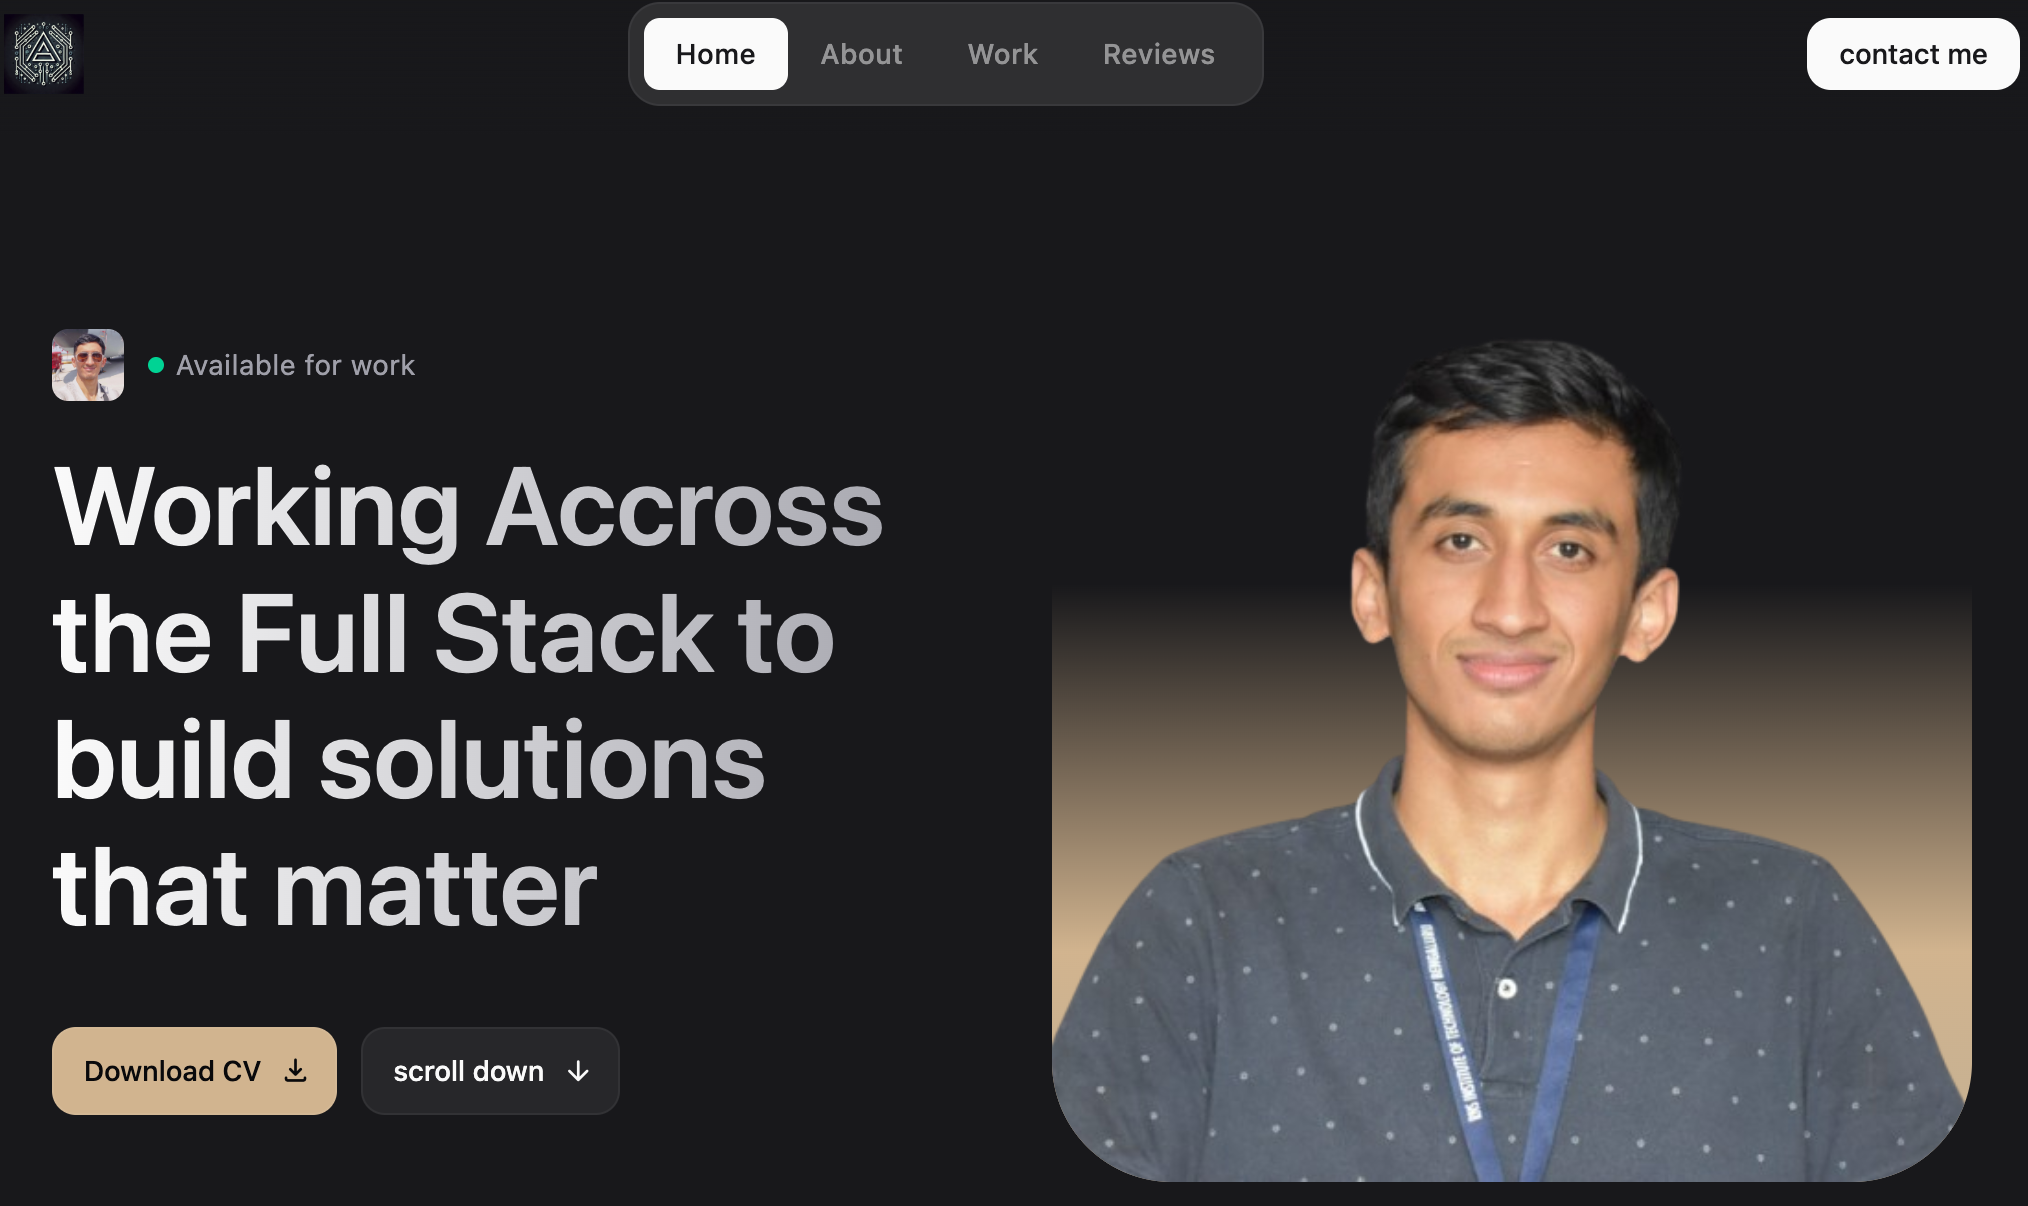 Home
About
Work
Reviews
contact me
Available for work
Working Accross
the Full Stack to
build solutions
that matter
Download CV
scroll down
INSTITUTE OF TECHNOLOGY BENGALURU